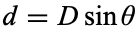 d = D sin θ